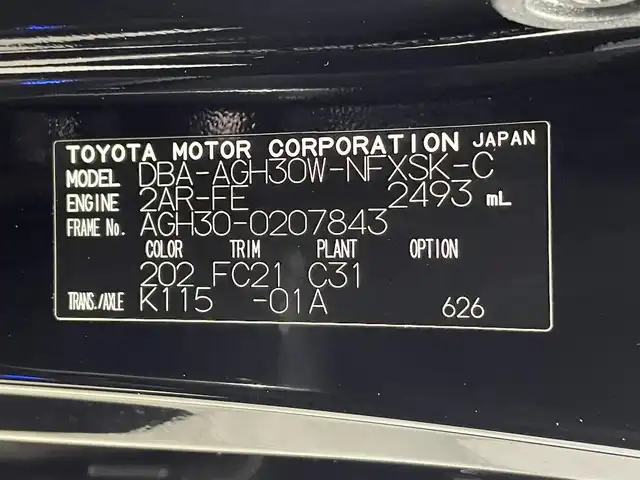 TOYOTA MOTOR CORPORATION JAPAN
MODEL DBA-AGH30W-NFXSK-C
ENGINE 2AR-FE 2493 mL
FRAME No. AGH30-0207843
COLOR TRIM PLANT OPTION
202 FC21 C31
TRANS./AXLE K115 -01A 626